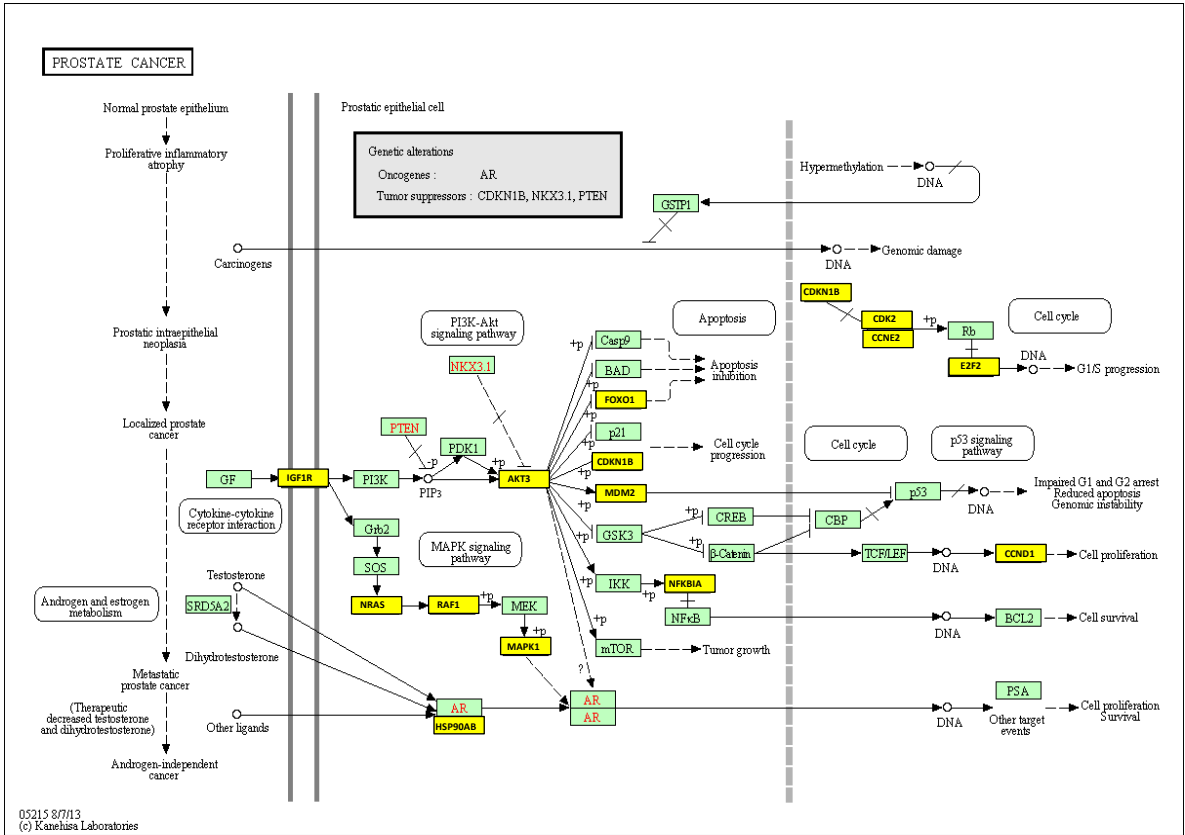 PROSTATE CANCER
Normal prostate epithelium
Proliferative inflammatory
atrophy
Prostatic intraepithelial
neoplasia
Localized prostate
cancer
Metastatic
prostate cancer
(Therapeutic
decreased testosterone
and dihydrotestosterone)
Androgen-independent
cancer
Prostatic epithelial cell
Genetic alterations
Oncogenes : AR
Tumor suppressors : CDKN1B, NKX3.1, PTEN
Hypermethylation
DNA
GSTP1
Carcinogens
DNA
Genomic damage
CDKN1B
CDK2
CCNE2
+p
Rb
Cell cycle
E2F2
DNA
G1/S progression
PI3K-Akt
signaling pathway
Apoptosis
NKX3.1
+p
Casp9
BAD
+p
Apoptosis
inhibition
FOXO1
+p
p21
+p
Cell cycle
progression
CDKN1B
+p
PTEN
-p
PDK1
+p
GF
IGF1R
PI3K
PIP3
AKT3
MDM2
+p
Cell cycle
p53 signaling
pathway
p53
DNA
Impaired G1 and G2 arrest
Reduced apoptosis
Genomic instability
Cytokine-cytokine
receptor interaction
Grb2
SOS
MAPK signaling
pathway
GSK3
+p
+p
CREB
β-Catenin
CBP
TCF/LEF
DNA
CCND1
Cell proliferation
+p
IKK
+p
NFKBIA
NFκB
DNA
BCL2
Cell survival
+p
mTOR
Tumor growth
NRAS
RAF1
+p
MEK
+p
MAPK1
?
Androgen and estrogen
metabolism
Testosterone
SRD5A2
Dihydrotestosterone
Other ligands
AR
HSP90AB
AR
AR
DNA
PSA
Other target
events
Cell proliferation
Survival
05215 8/7/13
(c) Kanehisa Laboratories